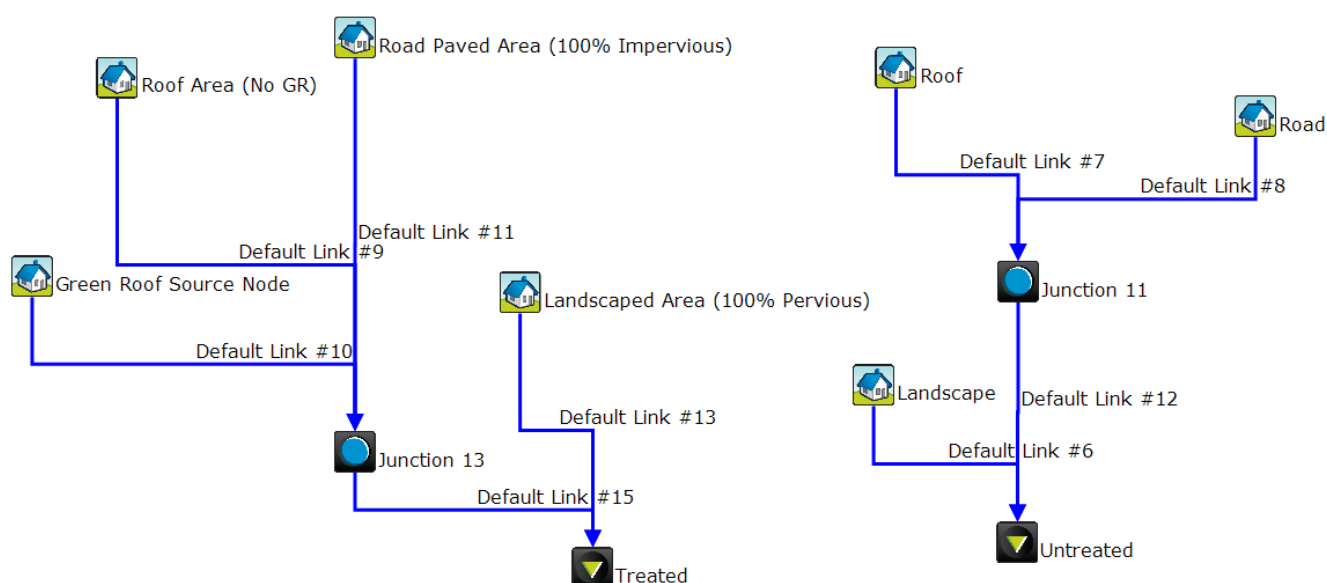 Road Paved Area (100% Impervious)
Roof Area (No GR)
Default Link #11
Default Link #9
Green Roof Source Node
Landscaped Area (100% Pervious)
Default Link #10
Default Link #13
Junction 13
Default Link #15
Treated
Roof
Road
Default Link #7
Default Link #8
Junction 11
Landscape
Default Link #12
Default Link #6
Untreated